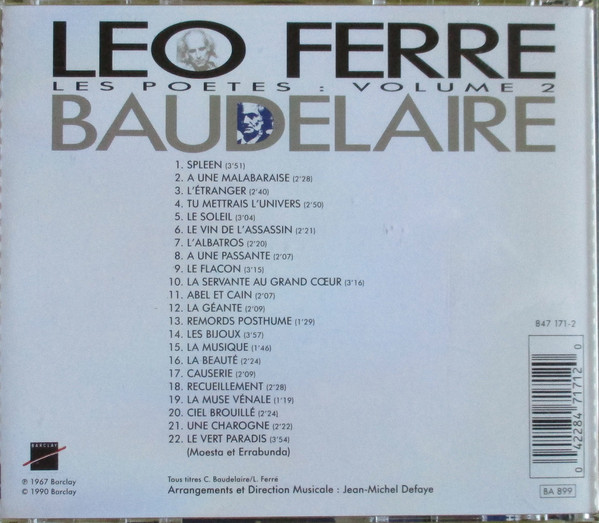 LEO FERRE
LES POETES : VOLUME 2
BAUDELAIRE
1. SPLEEN (3'51)
2. A UNE MALABARAISE (2'28)
3. L'ÉTRANGER (2'40)
4. TU METTRAIS L'UNIVERS (2'50)
5. LE SOLEIL (3'04)
6. LE VIN DE L'ASSASSIN (2'21)
7. L'ALBATROS (2'20)
8. A UNE PASSANTE (2'07)
9. LE FLACON (3'15)
10. LA SERVANTE AU GRAND CŒUR (3'16)
11. ABEL ET CAIN (2'07)
12. LA GÉANTE (2'09)
13. REMORDS POSTHUME (1'29)
14. LES BIJOUX (3'57)
15. LA MUSIQUE (1'46)
16. LA BEAUTÉ (2'24)
17. CAUSERIE (2'09)
18. RECUEILLEMENT (2'28)
19. LA MUSE VÉNALE (1'19)
20. CIEL BROUILLÉ (2'24)
21. UNE CHAROGNE (2'22)
22. LE VERT PARADIS (3'54)
(Moesta et Errabunda)
847 171-2
0 42284 71712 0
BARCLAY
℗ 1967 Barclay
© 1990 Barclay
Tous titres C. Baudelaire/L. Ferré
Arrangements et Direction Musicale : Jean-Michel Defaye
BA 899